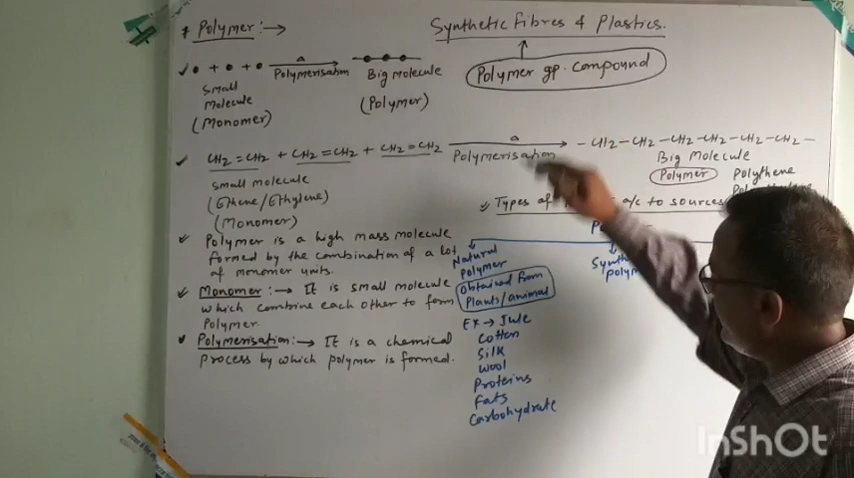 * Polymer :→
Synthetic Fibres & Plastics.
Polymer gp. compound
• + • + • Δ Polymerisation
Small
Molecule
(Monomer)
Big molecule
(Polymer)
CH2=CH2 + CH2=CH2 + CH2=CH2 Δ Polymerisation → - CH2-CH2-CH2-CH2-CH2-CH2-
small molecule
(Ethene/Ethylene)
(Monomer)
Big Molecule
Polymer
Polythene
✓ Polymer is a high mass molecule
formed by the combination of a lot
of monomer units.
✓ Monomer :→ It is small molecule
which combine each other to form
Polymer.
✓ Polymerisation:→ It is a chemical
process by which polymer is formed.
✓ Types of a/c to sources
Natural
Polymer
Obtained from
Plants/animal
Ex → Jute
Cotton
Silk
Wool
Proteins
Fats
Carbohydrate
InShOt